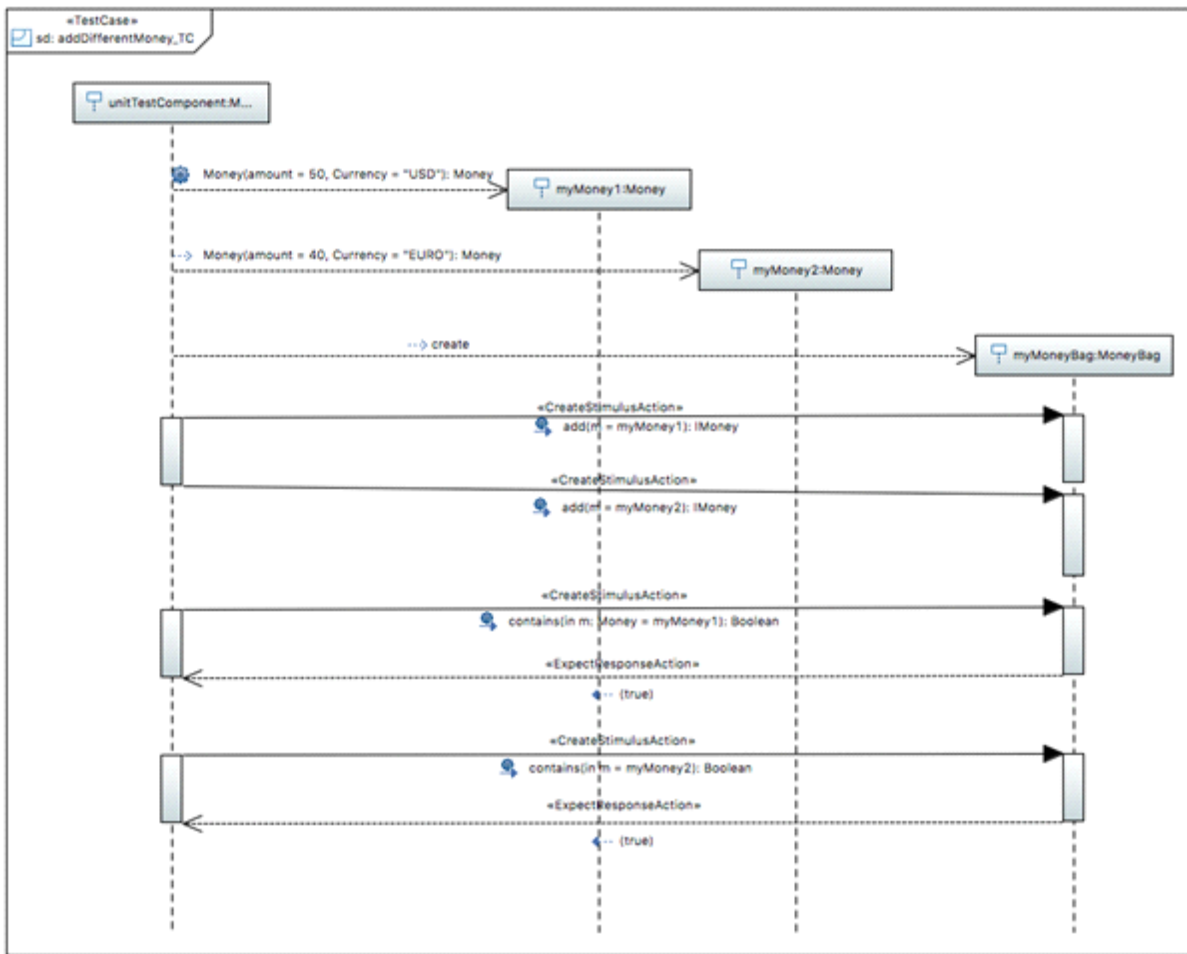 «TestCase»
sd: addDifferentMoney_TC
unitTestComponent:M...
Money(amount = 50, Currency = "USD"): Money
myMoney1:Money
Money(amount = 40, Currency = "EURO"): Money
myMoney2:Money
create
myMoneyBag:MoneyBag
«CreateStimulusAction»
add(m = myMoney1): IMoney
«CreateStimulusAction»
add(m = myMoney2): IMoney
«CreateStimulusAction»
contains(in m: Money = myMoney1): Boolean
«ExpectResponseAction»
(true)
«CreateStimulusAction»
contains(in m = myMoney2): Boolean
«ExpectResponseAction»
(true)